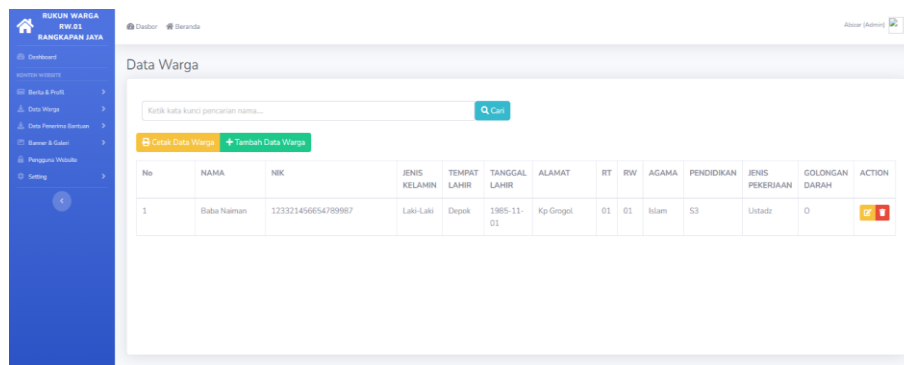 RUKUN WARGA
RW.01
RANGKAPAN JAYA
Dashboard
KONTEN WEBSITE
Berita & Profil
Data Warga
Data Penerima Bantuan
Banner & Galeri
Pengguna Website
Setting
Dasbor Beranda
(Admin)
Data Warga
Ketik kata kunci pencarian nama...
Cari
Cetak Data Warga
Tambah Data Warga
No NAMA NIK JENIS KELAMIN TEMPAT LAHIR TANGGAL LAHIR ALAMAT RT RW AGAMA PENDIDIKAN JENIS PEKERJAAN GOLONGAN DARAH ACTION
1 Baba Naiman 123321456654789987 Laki-Laki Depok 1985-11-01 Kp Grogol 01 01 Islam S3 Ustadz O